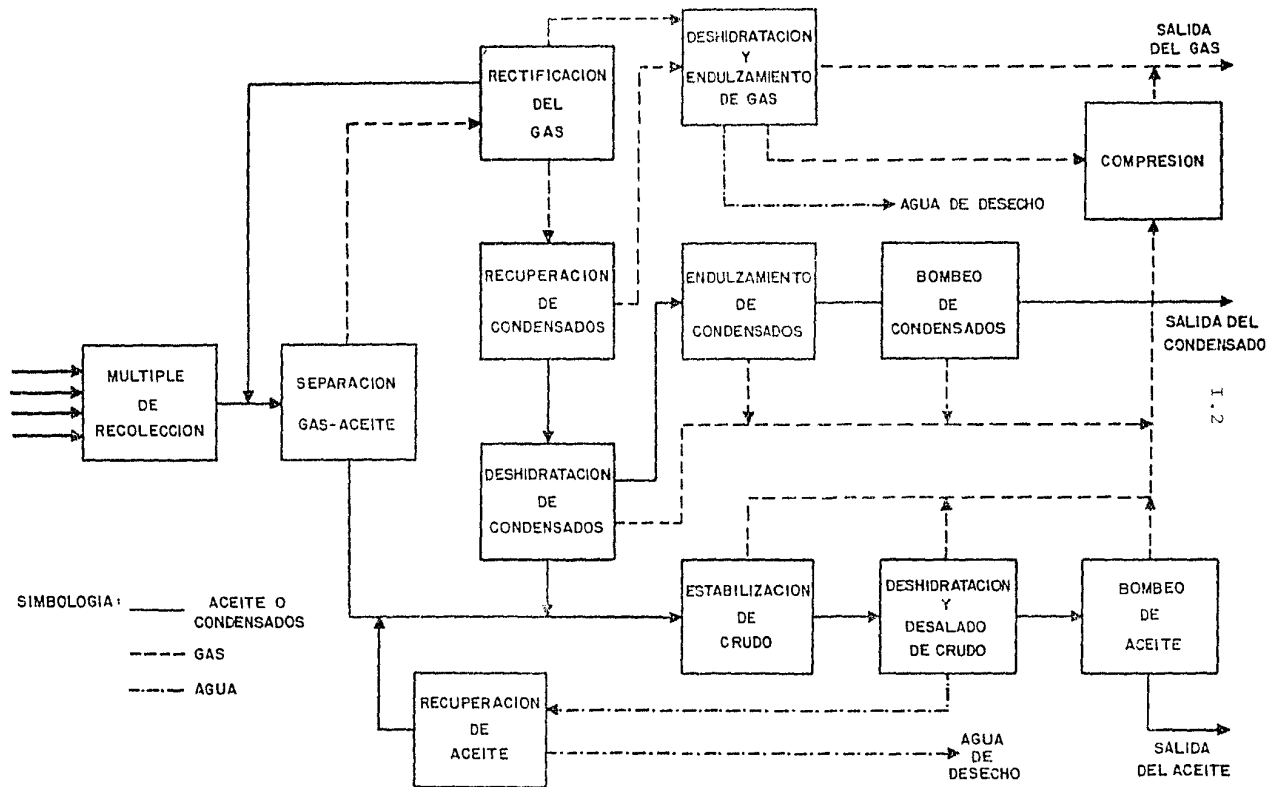 DESHIDRATACION
Y
ENDULZAMIENTO
DE GAS
SALIDA
DEL GAS
RECTIFICACION
DEL
GAS
COMPRESION
AGUA DE DESECHO
RECUPERACION
DE
CONDENSADOS
ENDULZAMIENTO
DE
CONDENSADOS
BOMBEO
DE
CONDENSADOS
SALIDA DEL
CONDENSADO
MULTIPLE
DE
RECOLECCION
SEPARACION
GAS-ACEITE
I.2
DESHIDRATACION
DE
CONDENSADOS
ESTABILIZACION
DE
CRUDO
DESHIDRATACION
Y
DESALADO
DE CRUDO
BOMBEO
DE
ACEITE
SIMBOLOGIA:
ACEITE O
CONDENSADOS
GAS
AGUA
RECUPERACION
DE
ACEITE
AGUA
DE
DESECHO
SALIDA
DEL ACEITE